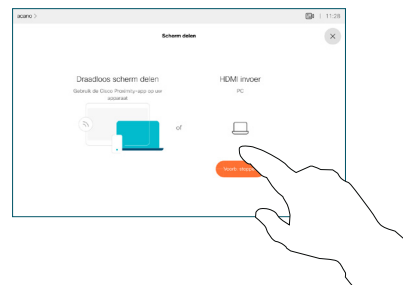 acano
11:26
Scherm delen
Draadloos scherm delen
Gebruik de Cisco Proximity-app op uw
apparaat
of
HDMI invoer
PC